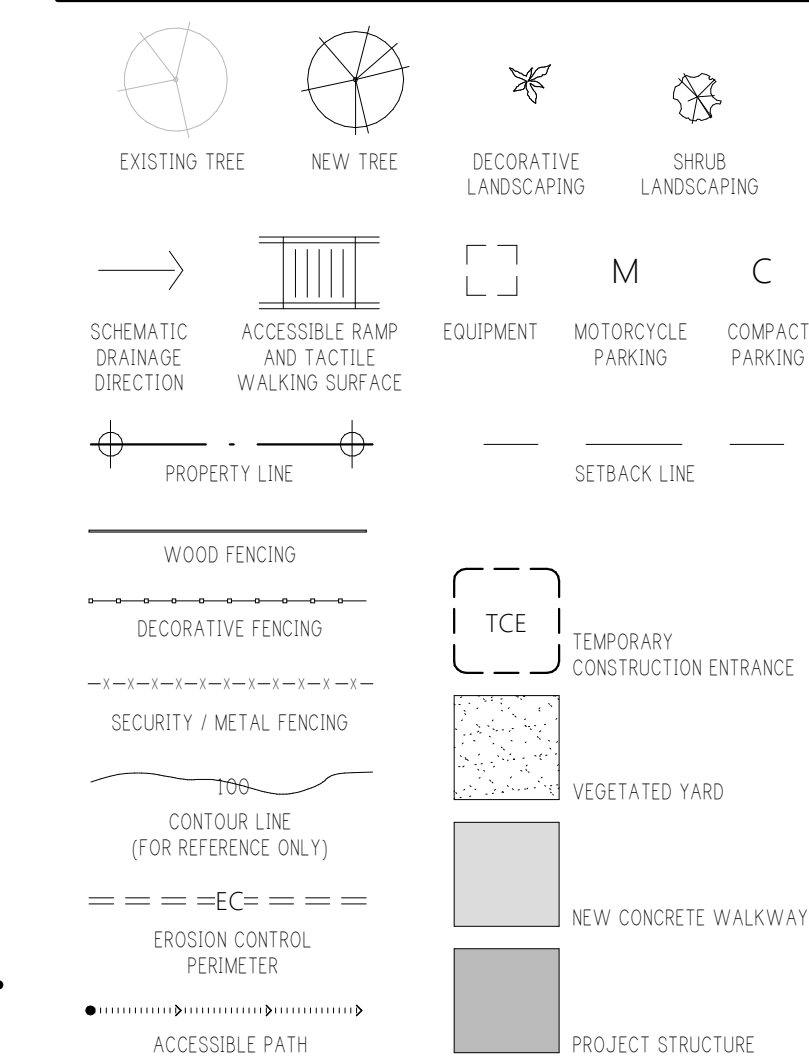 EXISTING TREE
NEW TREE
DECORATIVE
LANDSCAPING
SHRUB
LANDSCAPING
M
C
SCHEMATIC
DRAINAGE
DIRECTION
ACCESSIBLE RAMP
AND TACTILE
WALKING SURFACE
EQUIPMENT
MOTORCYCLE
PARKING
COMPACT
PARKING
PROPERTY LINE
SETBACK LINE
WOOD FENCING
DECORATIVE FENCING
X X X X X X X X X X X
SECURITY / METAL FENCING
100
CONTOUR LINE
(FOR REFERENCE ONLY)
EC
EROSION CONTROL
PERIMETER
ACCESSIBLE PATH
TCE
TEMPORARY
CONSTRUCTION ENTRANCE
VEGETATED YARD
NEW CONCRETE WALKWAY
PROJECT STRUCTURE